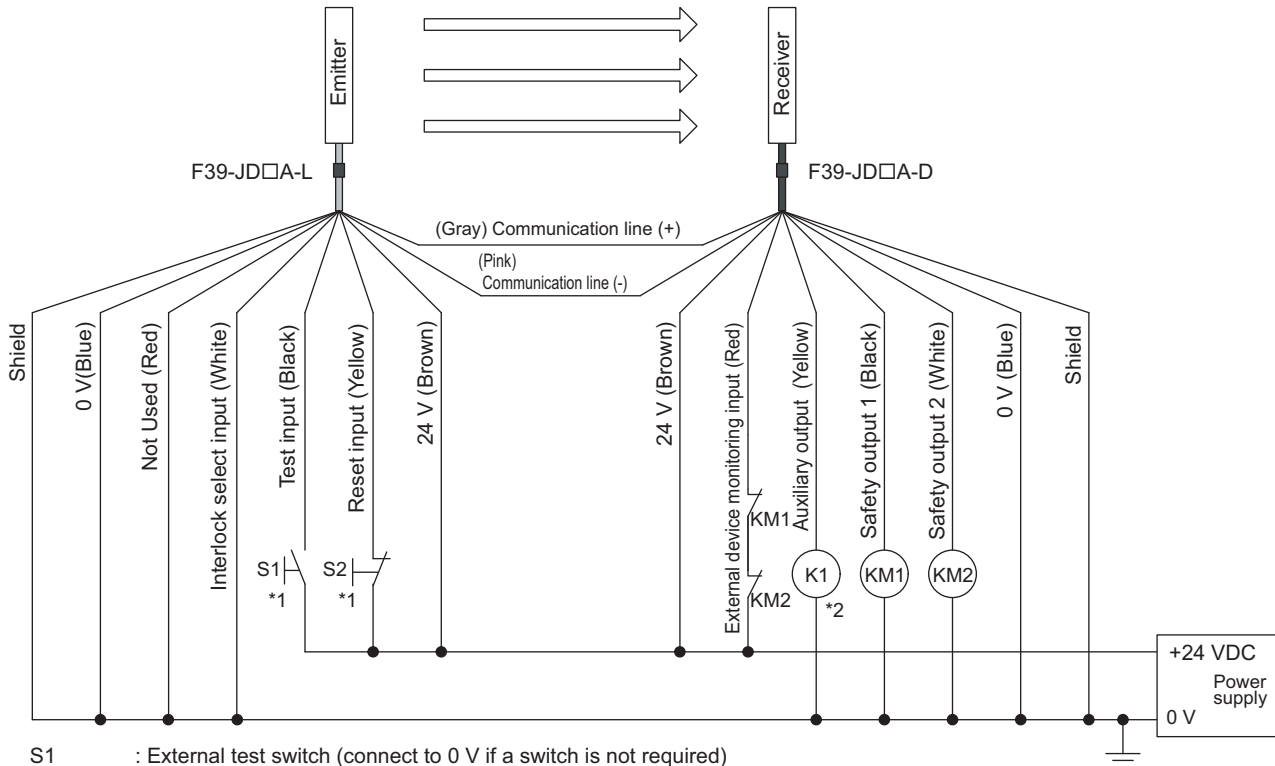 Emitter
Receiver
F39-JD□A-L
F39-JD□A-D
(Gray) Communication line (+)
(Pink)
Communication line (-)
Shield
0 V(Blue)
Not Used (Red)
Interlock select input (White)
Test input (Black)
Reset input (Yellow)
24 V (Brown)
24 V (Brown)
External device monitoring input (Red)
Auxiliary output (Yellow)
Safety output 1 (Black)
Safety output 2 (White)
0 V (Blue)
Shield
KM1
S1
*1
S2
*1
KM2
K1
*2
KM1
KM2
+24 VDC
Power
supply
0 V
S1 : External test switch (connect to 0 V if a switch is not required)